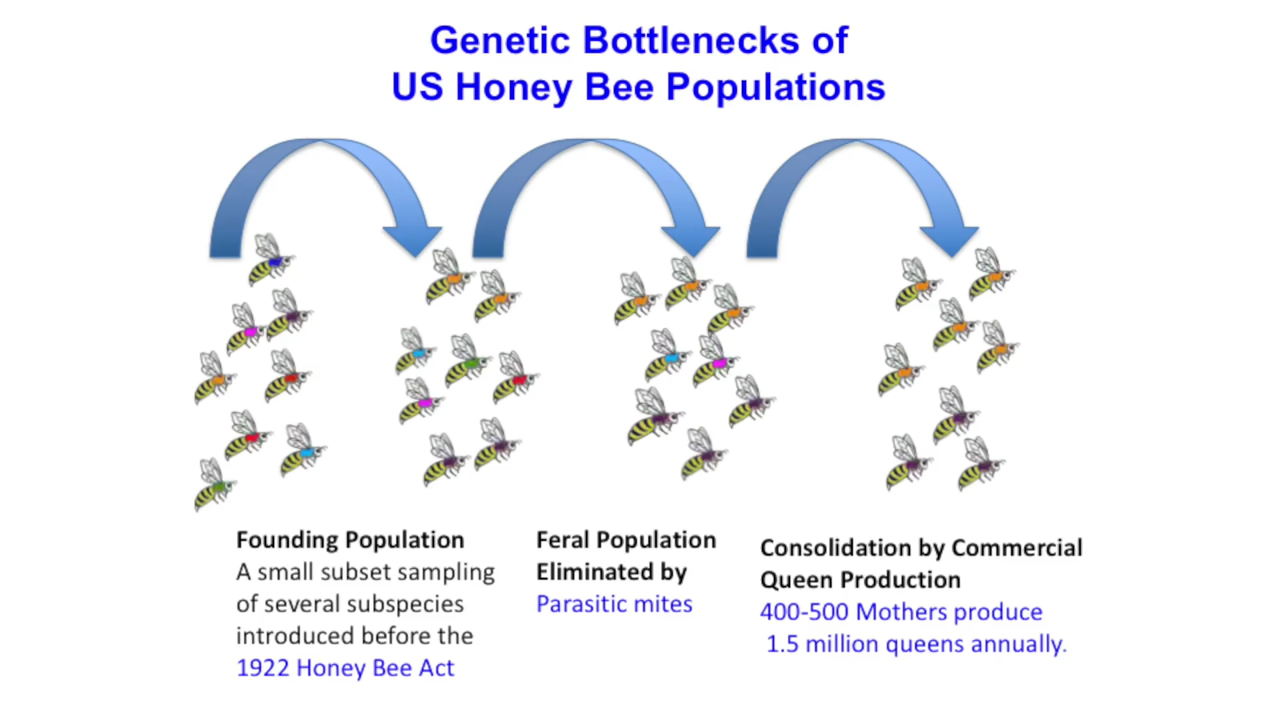 Genetic Bottlenecks of
US Honey Bee Populations
Founding Population
A small subset sampling
of several subspecies
introduced before the
1922 Honey Bee Act
Feral Population
Eliminated by
Parasitic mites
Consolidation by Commercial
Queen Production
400-500 Mothers produce
1.5 million queens annually.